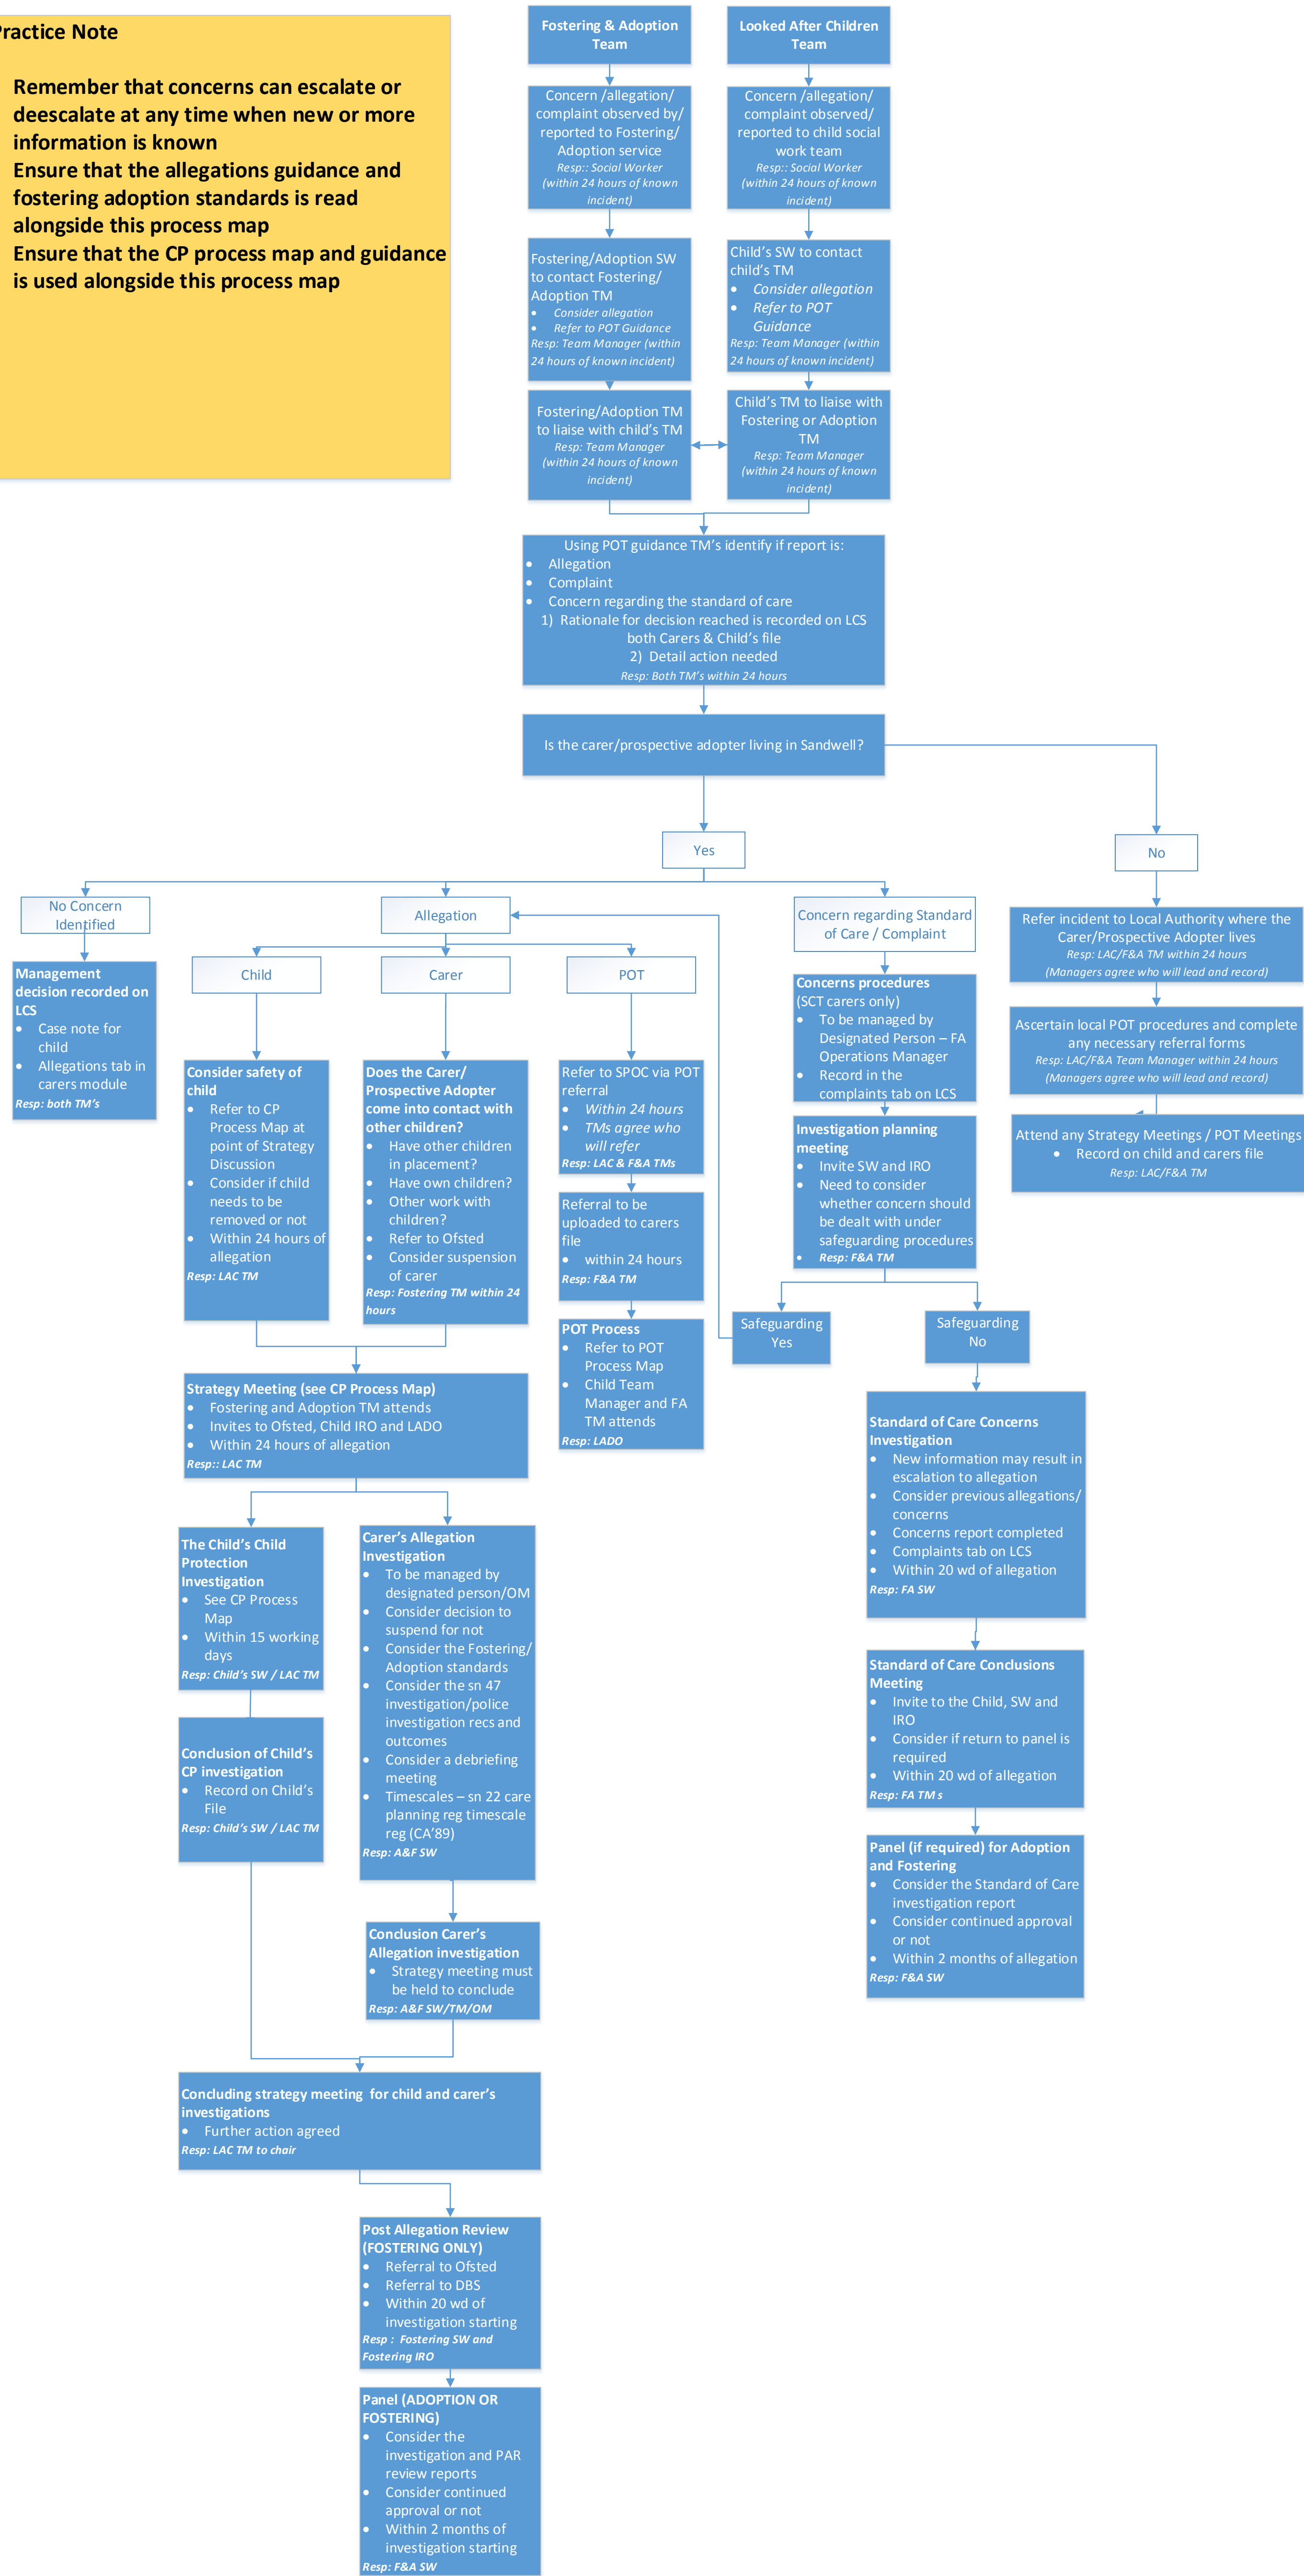 Practice Note
Remember that concerns can escalate or
deescalate at any time when new or more
information is known
Ensure that the allegations guidance and
fostering adoption standards is read
alongside this process map
Ensure that the CP process map and guidance
is used alongside this process map
Fostering & Adoption
Team
Looked After Children
Team
Concern /allegation/
complaint observed by/
reported to Fostering/
Adoption service
Resp:: Social Worker
(within 24 hours of known
incident)
Concern /allegation/
complaint observed/
reported to child social
work team
Resp:: Social Worker
(within 24 hours of known
incident)
Fostering/Adoption SW
to contact Fostering/
Adoption TM
• Consider allegation
• Refer to POT Guidance
Resp: Team Manager (within
24 hours of known incident)
Child's SW to contact
child's TM
• Consider allegation
• Refer to POT
Guidance
Resp: Team Manager (within
24 hours of known incident)
Fostering/Adoption TM
to liaise with child's TM
Resp: Team Manager
(within 24 hours of known
incident)
Child's TM to liaise with
Fostering or Adoption
TM
Resp: Team Manager
(within 24 hours of known
incident)
Using POT guidance TM's identify if report is:
• Allegation
• Complaint
• Concern regarding the standard of care
1) Rationale for decision reached is recorded on LCS
both Carers & Child's file
2) Detail action needed
Resp: Both TM's within 24 hours
Is the carer/prospective adopter living in Sandwell?
Yes
No
No Concern
Identified
Management
decision recorded on
LCS
• Case note for
child
• Allegations tab in
carers module
Resp: both TM's
Allegation
Child
Carer
POT
Consider safety of
child
• Refer to CP
Process Map at
point of Strategy
Discussion
• Consider if child
needs to be
removed or not
• Within 24 hours of
allegation
Resp: LAC TM
Does the Carer/
Prospective Adopter
come into contact with
other children?
• Have other children
in placement?
• Have own children?
• Other work with
children?
• Refer to Ofsted
• Consider suspension
of carer
Resp: Fostering TM within 24
hours
Refer to SPOC via POT
referral
• Within 24 hours
• TMs agree who
will refer
Resp: LAC & F&A TMs
Referral to be
uploaded to carers
file
• within 24 hours
Resp: F&A TM
POT Process
• Refer to POT
Process Map
• Child Team
Manager and FA
TM attends
Resp: LADO
Concern regarding Standard
of Care / Complaint
Concerns procedures
(SCT carers only)
• To be managed by
Designated Person – FA
Operations Manager
• Record in the
complaints tab on LCS
Investigation planning
meeting
• Invite SW and IRO
• Need to consider
whether concern should
be dealt with under
safeguarding procedures
• Resp: F&A TM
Safeguarding
Yes
Safeguarding
No
Refer incident to Local Authority where the
Carer/Prospective Adopter lives
Resp: LAC/F&A TM within 24 hours
(Managers agree who will lead and record)
Ascertain local POT procedures and complete
any necessary referral forms
Resp: LAC/F&A Team Manager within 24 hours
(Managers agree who will lead and record)
Attend any Strategy Meetings / POT Meetings
• Record on child and carers file
Resp: LAC/F&A TM
Strategy Meeting (see CP Process Map)
• Fostering and Adoption TM attends
• Invites to Ofsted, Child IRO and LADO
• Within 24 hours of allegation
Resp:: LAC TM
The Child's Child
Protection
Investigation
• See CP Process
Map
• Within 15 working
days
Resp: Child's SW / LAC TM
Conclusion of Child's
CP investigation
• Record on Child's
File
Resp: Child's SW / LAC TM
Carer's Allegation
Investigation
• To be managed by
designated person/OM
• Consider decision to
suspend for not
• Consider the Fostering/
Adoption standards
• Consider the sn 47
investigation/police
investigation recs and
outcomes
• Consider a debriefing
meeting
• Timescales – sn 22 care
planning reg timescale
reg (CA'89)
Resp: A&F SW
Conclusion Carer's
Allegation investigation
• Strategy meeting must
be held to conclude
Resp: A&F SW/TM/OM
Standard of Care Concerns
Investigation
• New information may result in
escalation to allegation
• Consider previous allegations/
concerns
• Concerns report completed
• Complaints tab on LCS
• Within 20 wd of allegation
Resp: FA SW
Standard of Care Conclusions
Meeting
• Invite to the Child, SW and
IRO
• Consider if return to panel is
required
• Within 20 wd of allegation
Resp: FA TM s
Panel (if required) for Adoption
and Fostering
• Consider the Standard of Care
investigation report
• Consider continued approval
or not
• Within 2 months of allegation
Resp: F&A SW
Concluding strategy meeting for child and carer's
investigations
• Further action agreed
Resp: LAC TM to chair
Post Allegation Review
(FOSTERING ONLY)
• Referral to Ofsted
• Referral to DBS
• Within 20 wd of
investigation starting
Resp : Fostering SW and
Fostering IRO
Panel (ADOPTION OR
FOSTERING)
• Consider the
investigation and PAR
review reports
• Consider continued
approval or not
• Within 2 months of
investigation starting
Resp: F&A SW